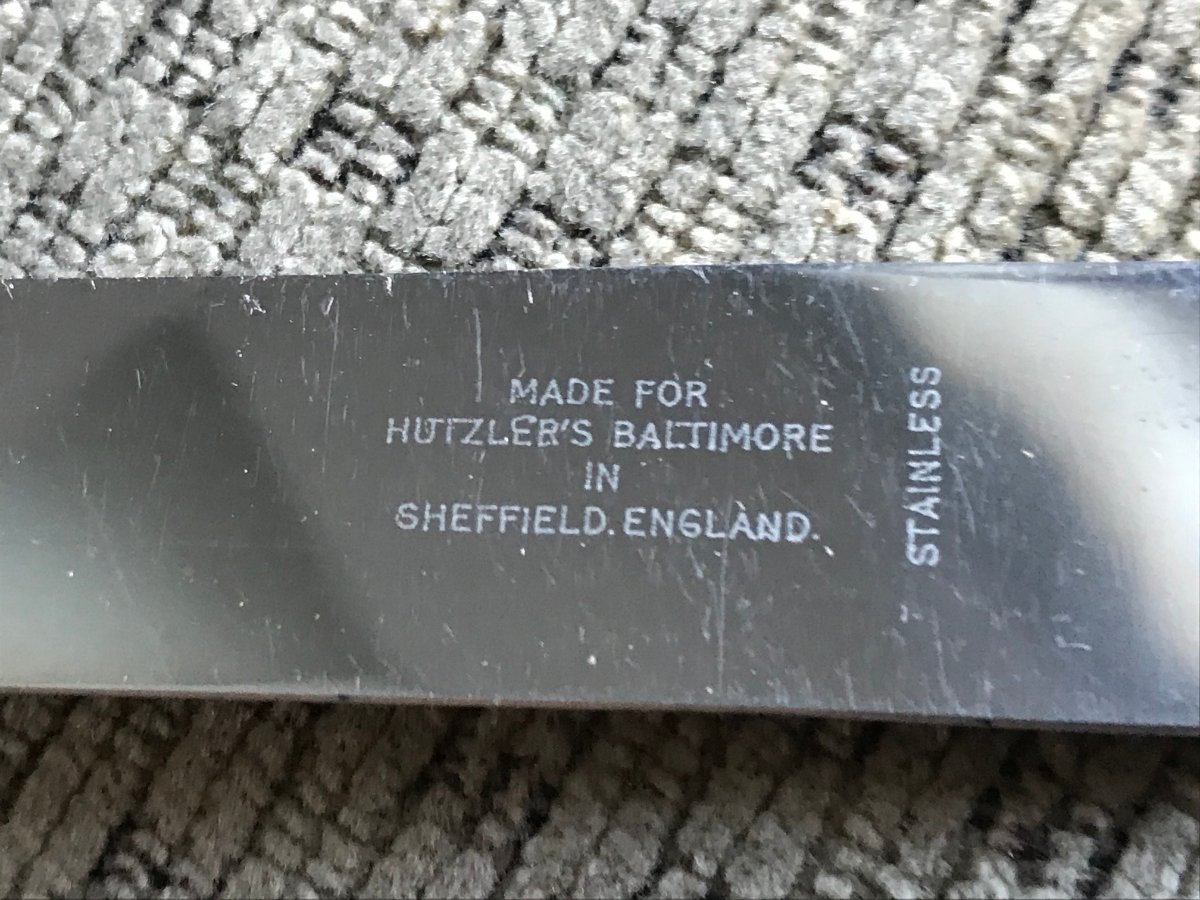 MADE FOR
HUTZLER'S BALTIMORE
IN
SHEFFIELD. ENGLAND.
STAINLESS